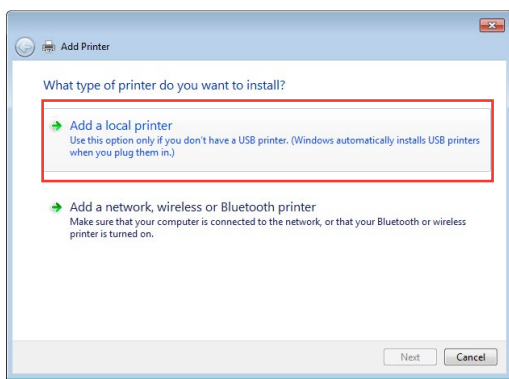 Add Printer
What type of printer do you want to install?
Add a local printer
Use this option only if you don't have a USB printer. (Windows automatically installs USB printers
when you plug them in.)
Add a network, wireless or Bluetooth printer
Make sure that your computer is connected to the network, or that your Bluetooth or wireless
printer is turned on.
Next Cancel